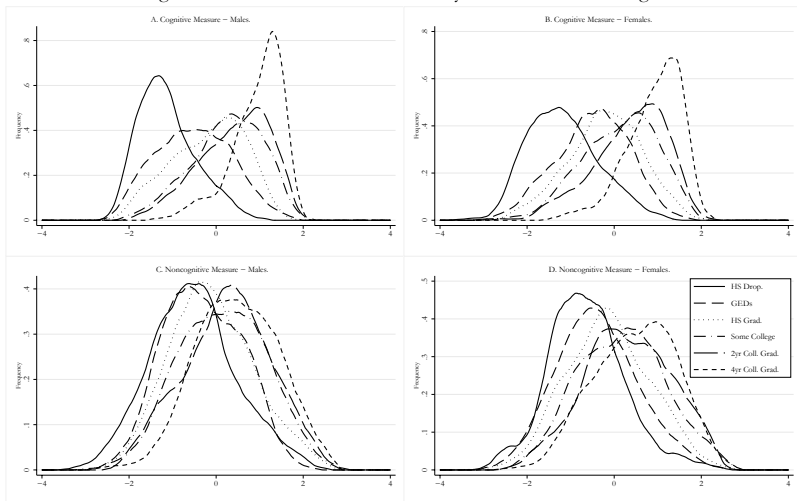 A. Cognitive Measure − Males.
Frequency
.8
.6
.4
.2
0
−4 −2 0 2 4
B. Cognitive Measure − Females.
Frequency
.8
.6
.4
.2
0
−4 −2 0 2 4
C. Noncognitive Measure − Males.
Frequency
.4
.3
.2
.1
0
−4 −2 0 2 4
D. Noncognitive Measure − Females.
Frequency
.5
.4
.3
.2
.1
0
−4 −2 0 2 4
HS Drop.
GEDs
HS Grad.
Some College
2yr Coll. Grad.
4yr Coll. Grad.